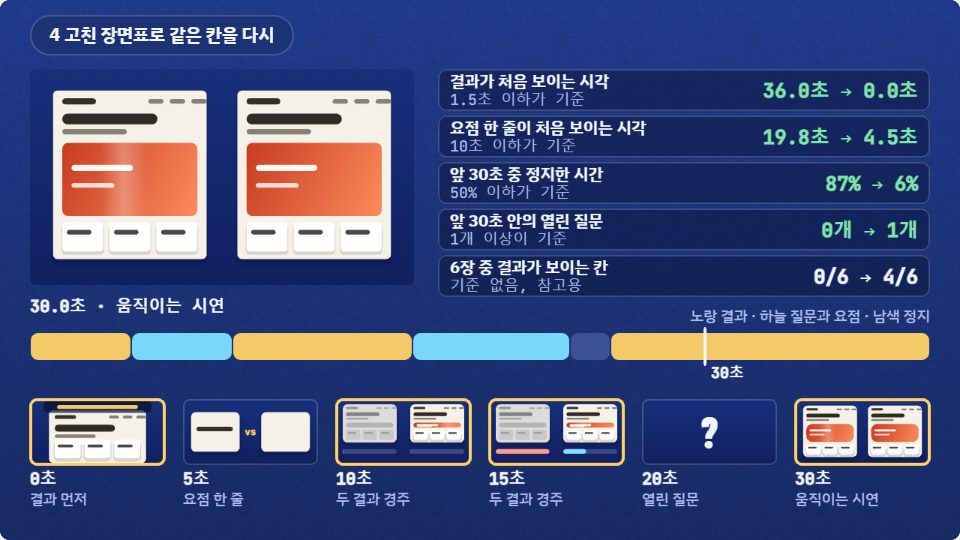 4 고친 장면표로 같은 칸을 다시
결과가 처음 보이는 시각
1.5초 이하가 기준
36.0초 → 0.0초
요점 한 줄이 처음 보이는 시각
10초 이하가 기준
19.8초 → 4.5초
앞 30초 중 정지한 시간
50% 이하가 기준
87% → 6%
앞 30초 안의 열린 질문
1개 이상이 기준
0개 → 1개
6장 중 결과가 보이는 칸
기준 없음, 참고용
0/6 → 4/6
30.0초 · 움직이는 시연
노랑 결과 · 하늘 질문과 요점 · 남색 정지
30초
vs
?
0초
결과 먼저
5초
요점 한 줄
10초
두 결과 경주
15초
두 결과 경주
20초
열린 질문
30초
움직이는 시연